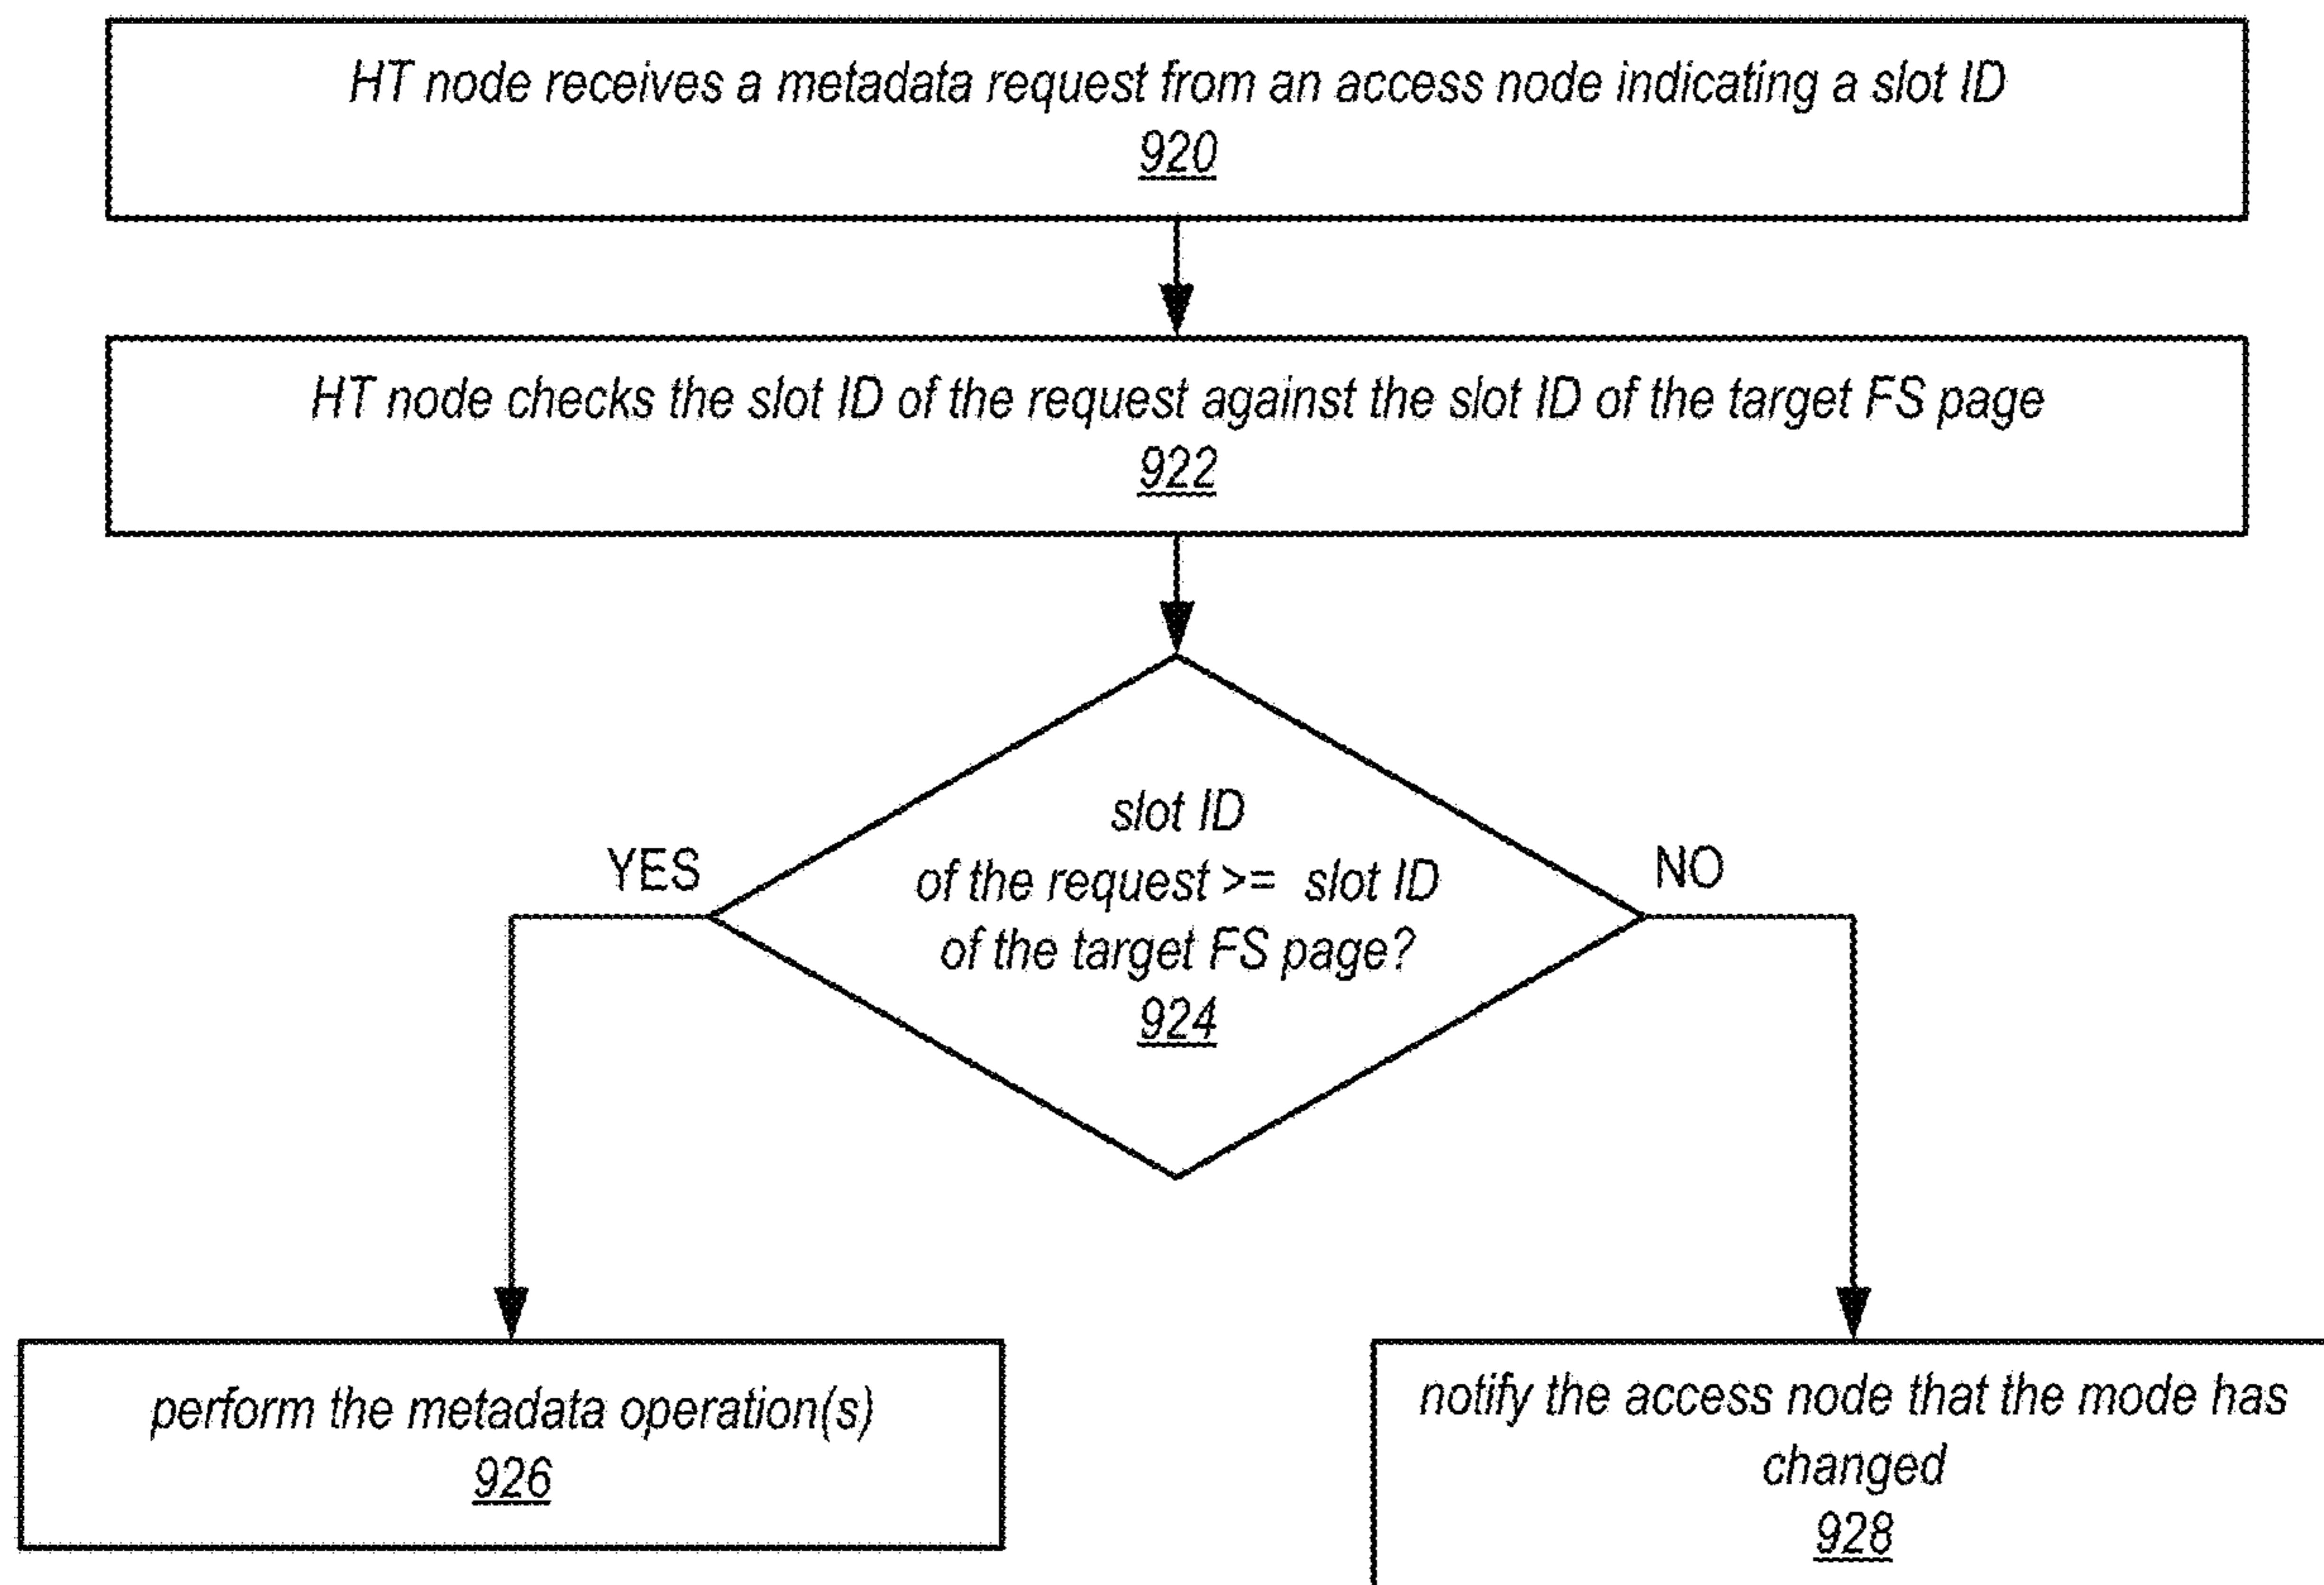 HT node receives a metadata request from an access node indicating a slot ID
920
HT node checks the slot ID of the request against the slot ID of the target FS page
922
slot ID
of the request >= slot ID
of the target FS page?
924
YES
NO
perform the metadata operation(s)
926
notify the access node that the mode has
changed
928